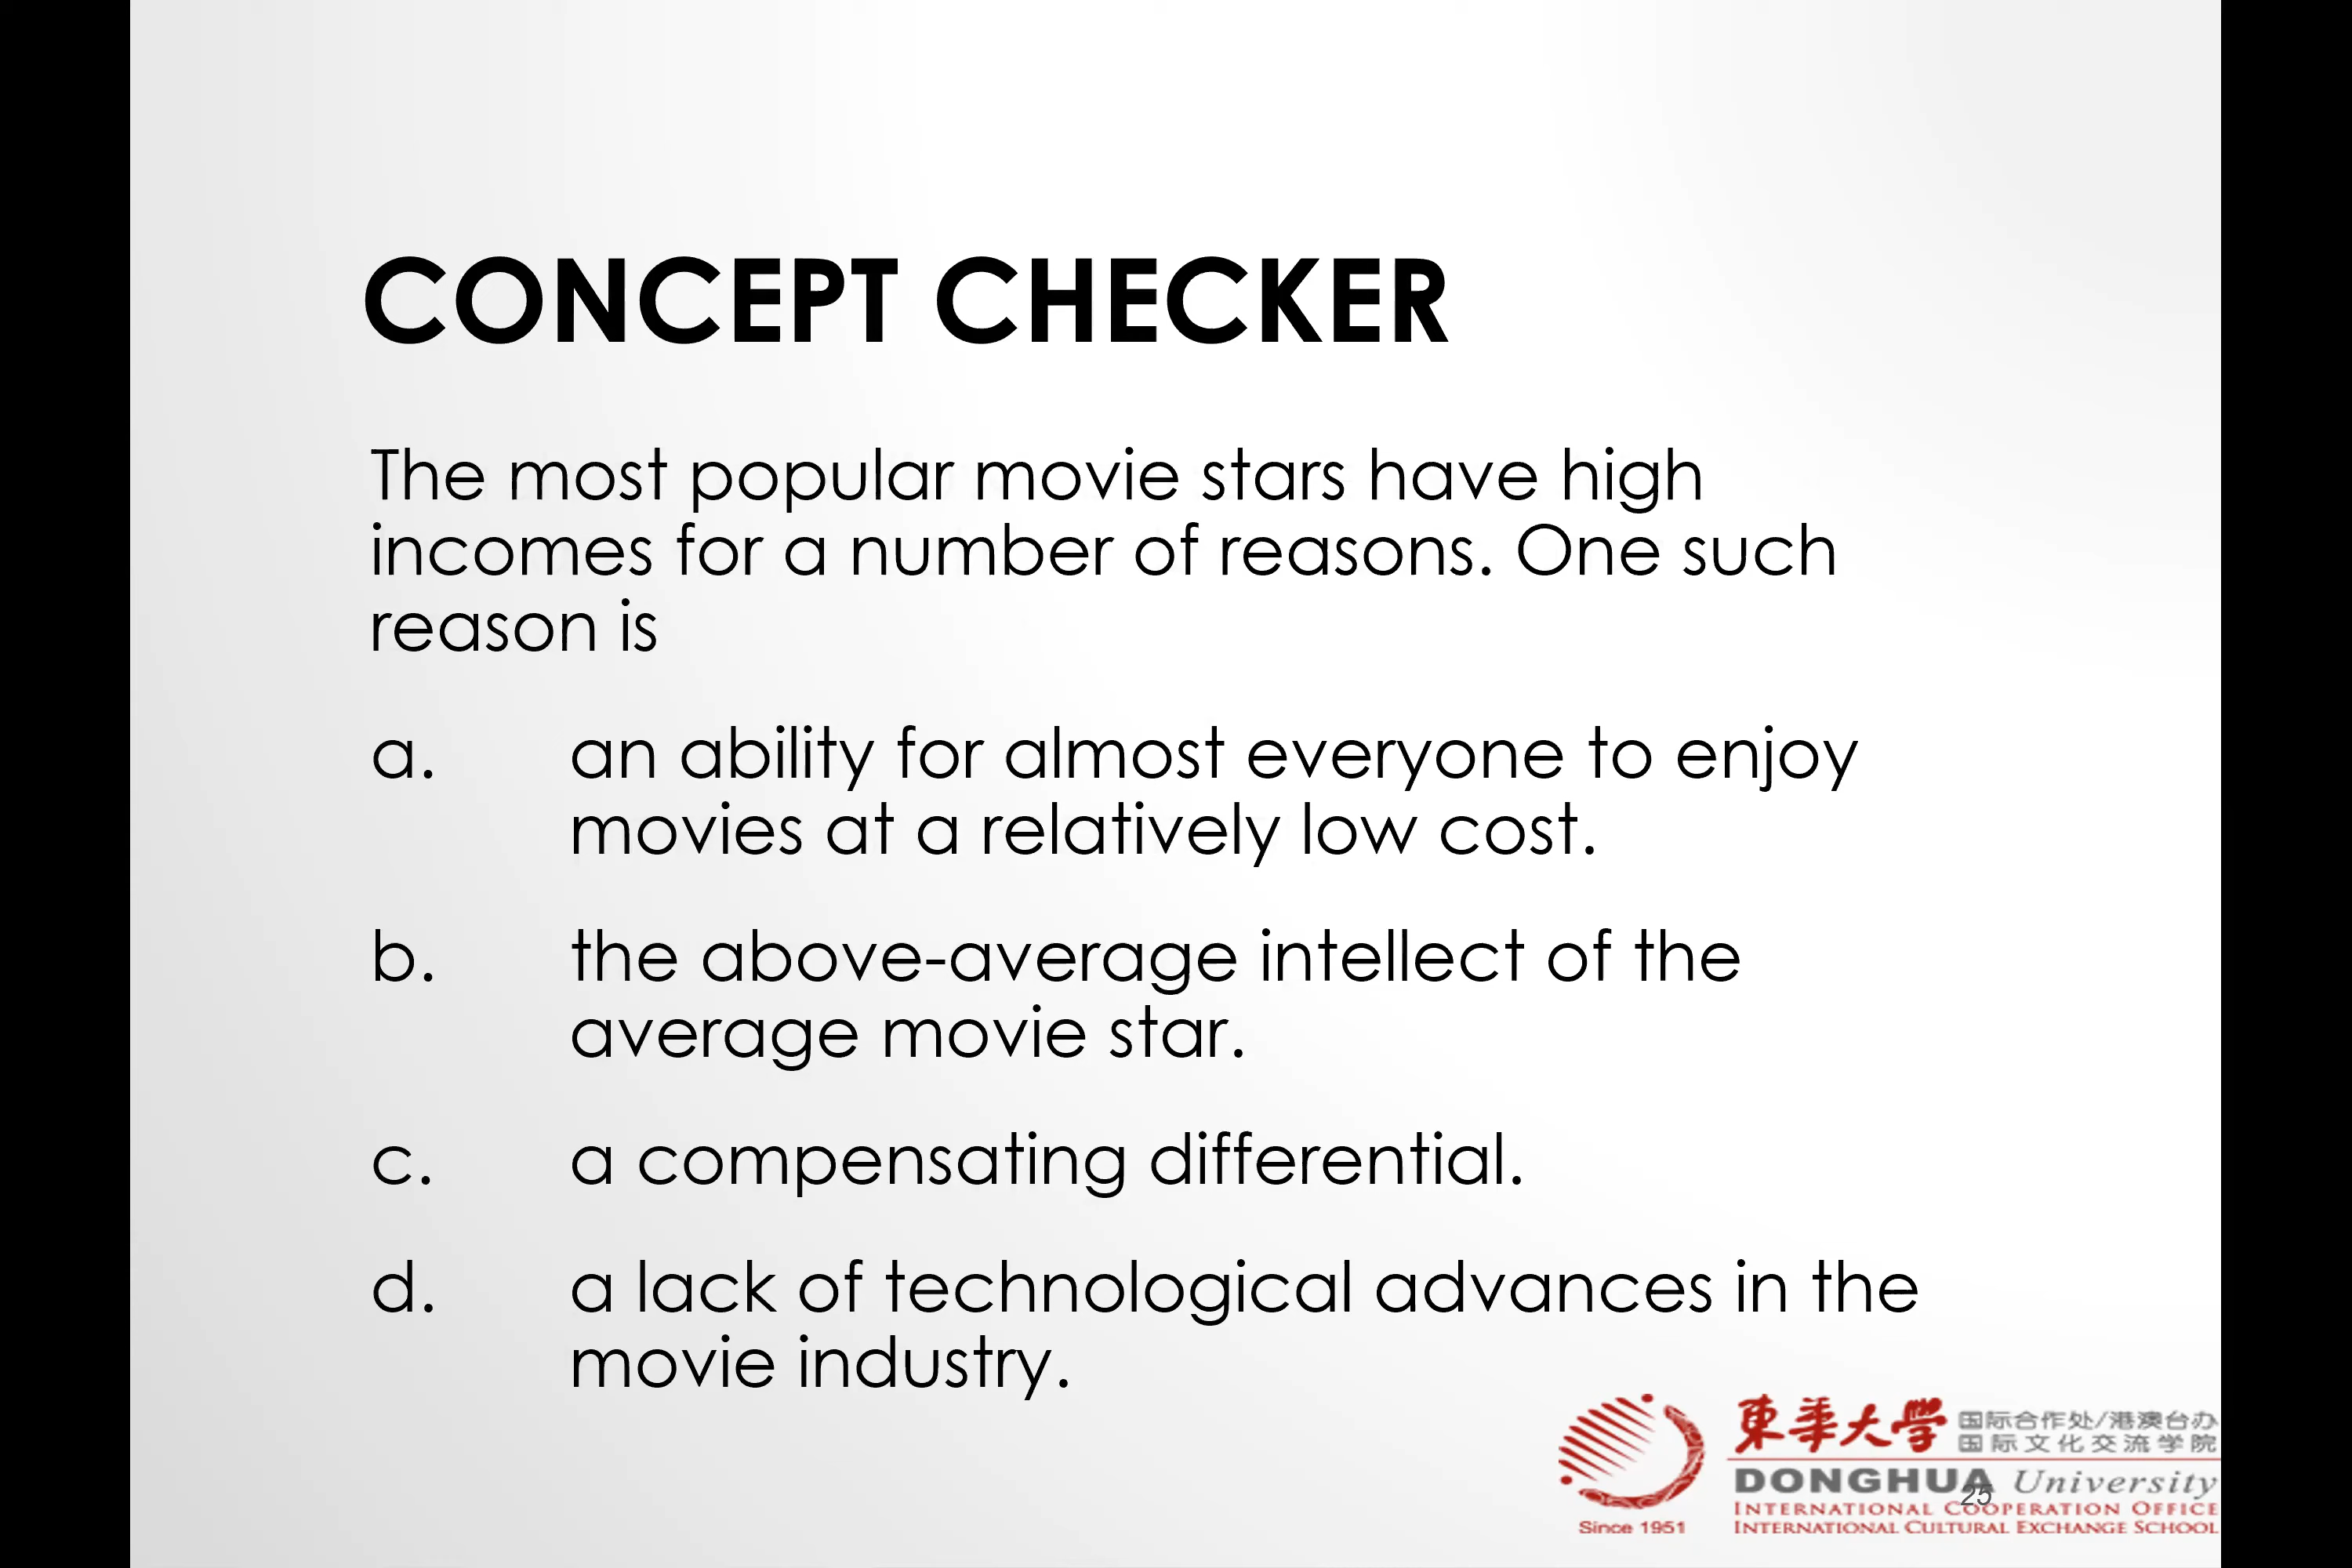 CONCEPT CHECKER
The most popular movie stars have high
incomes for a number of reasons. One such
reason is
a. an ability for almost everyone to enjoy
movies at a relatively low cost.
b. the above-average intellect of the
average movie star.
c. a compensating differential.
d. a lack of technological advances in the
movie industry.
東華大學 国际合作处/港澳台办
国际文化交流学院
DONGHUA University
25
INTERNATIONAL COOPERATION OFFICE
Since 1951 INTERNATIONAL CULTURAL EXCHANGE SCHOOL